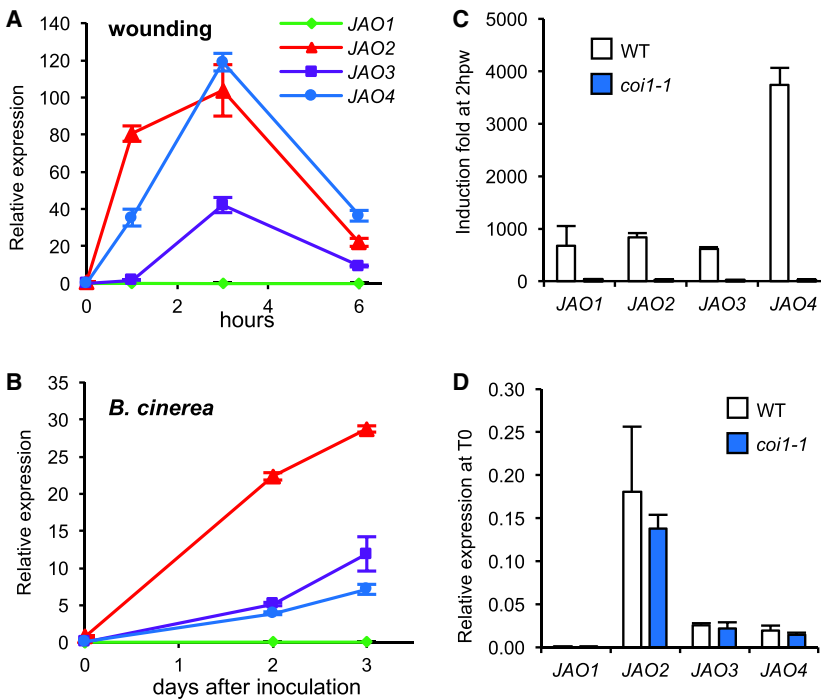 A
wounding
JAO1
JAO2
JAO3
JAO4
140
120
100
80
60
40
20
0
Relative expression
0
2
4
6
hours
B
B. cinerea
35
30
25
20
15
10
5
0
Relative expression
0
1
2
3
days after inoculation
C
WT
coi1-1
5000
4000
3000
2000
1000
0
Induction fold at 2hpw
JAO1
JAO2
JAO3
JAO4
D
WT
coi1-1
0.30
0.25
0.20
0.15
0.10
0.05
0.00
Relative expression at T0
JAO1
JAO2
JAO3
JAO4